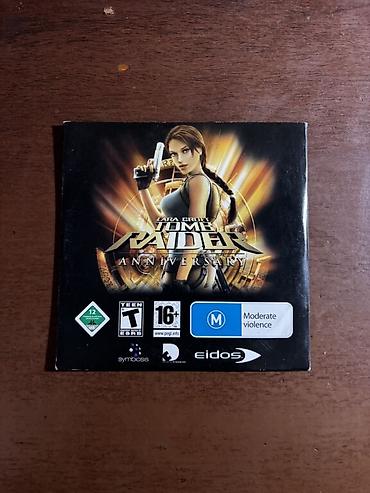 LARA CROFT
TOMB
RAIDER
ANNIVERSARY
12
TEEN
T
ESRB
16+
www.pegi.info
M
Moderate
violence
symbiosis
eidos